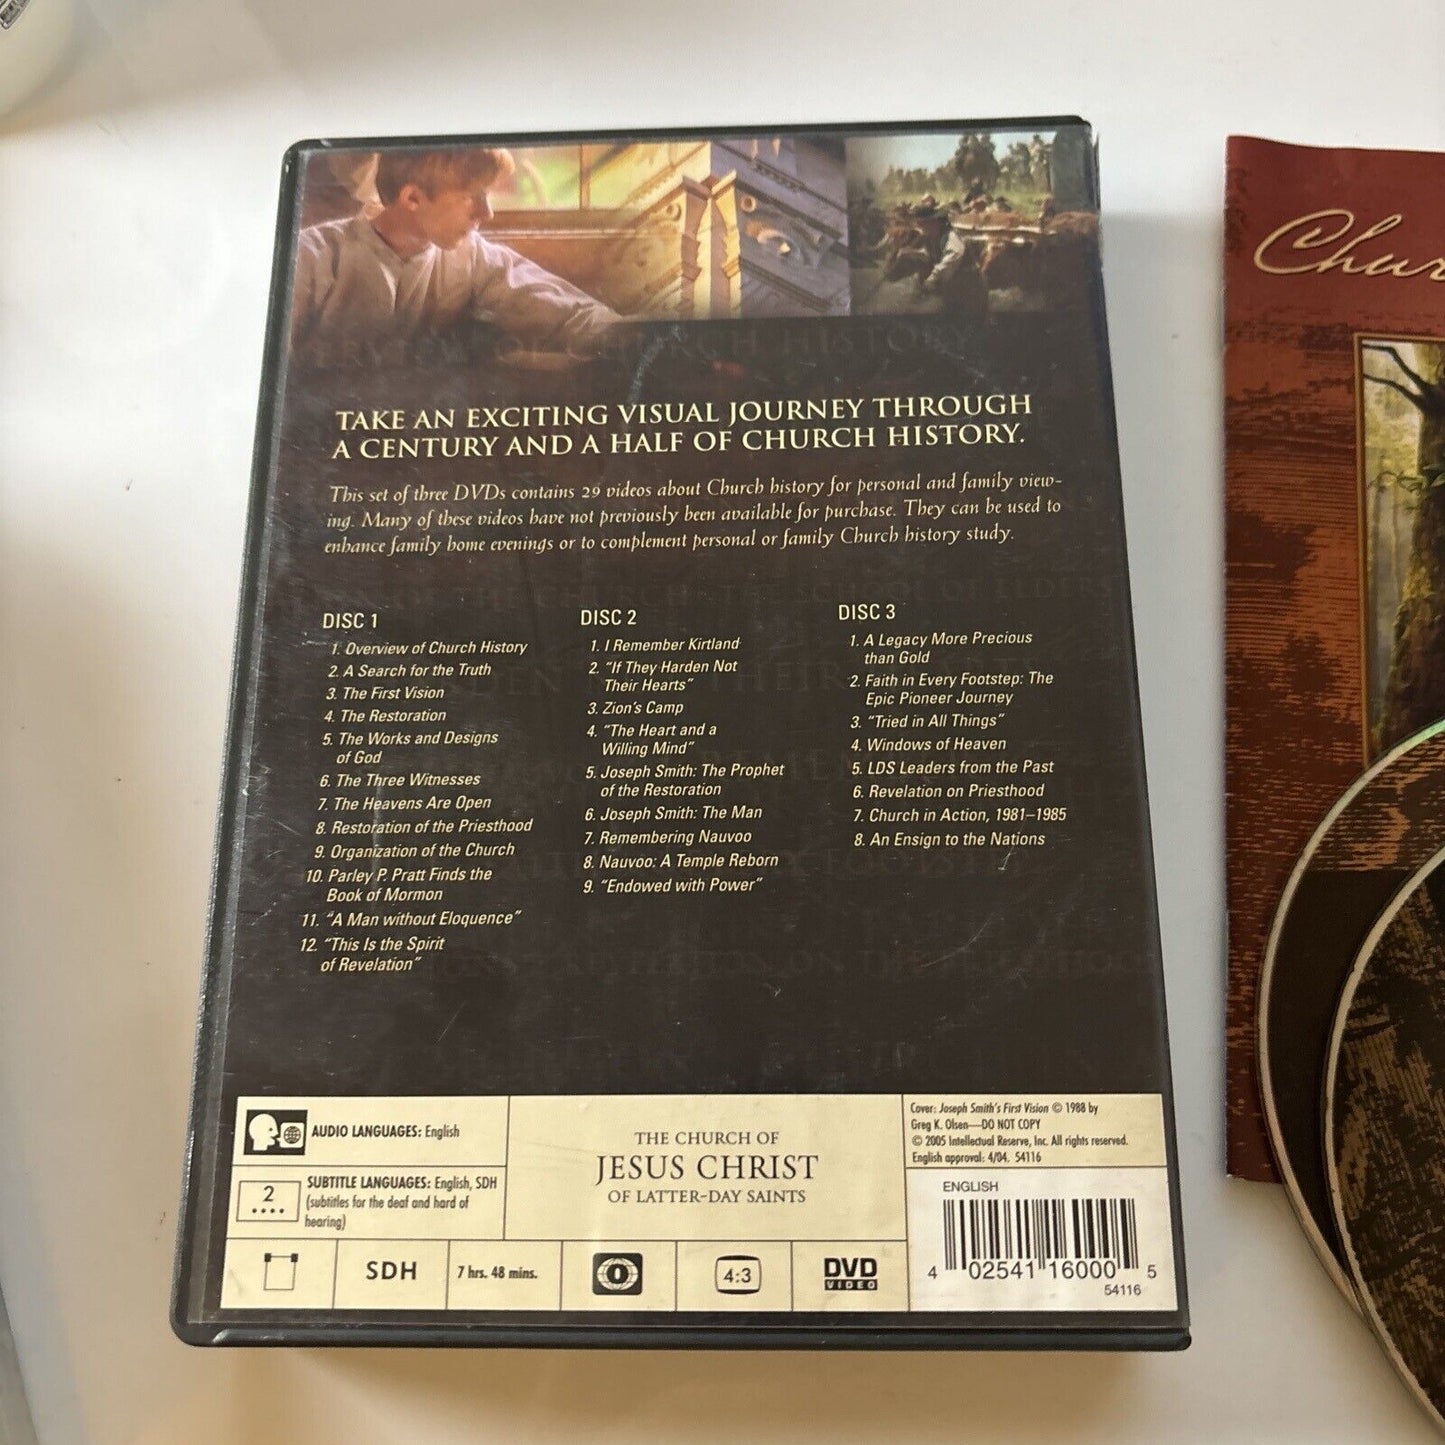 TAKE AN EXCITING VISUAL JOURNEY THROUGH
A CENTURY AND A HALF OF CHURCH HISTORY.
This set of three DVDs contains 29 videos about Church history for personal and family view-
ing. Many of these videos have not previously been available for purchase. They can be used to
enhance family home evenings or to complement personal or family Church history study.
DISC 1
1. Overview of Church History
2. A Search for the Truth
3. The First Vision
4. The Restoration
5. The Works and Designs
of God
6. The Three Witnesses
7. The Heavens Are Open
8. Restoration of the Priesthood
9. Organization of the Church
10. Parley P. Pratt Finds the
Book of Mormon
11. "A Man without Eloquence"
12. "This Is the Spirit
of Revelation"
DISC 2
1. I Remember Kirtland
2. "If They Harden Not
Their Hearts"
3. Zion's Camp
4. "The Heart and a
Willing Mind"
5. Joseph Smith: The Prophet
of the Restoration
6. Joseph Smith: The Man
7. Remembering Nauvoo
8. Nauvoo: A Temple Reborn
9. "Endowed with Power"
DISC 3
1. A Legacy More Precious
than Gold
2. Faith in Every Footstep: The
Epic Pioneer Journey
3. "Tried in All Things"
4. Windows of Heaven
5. LDS Leaders from the Past
6. Revelation on Priesthood
7. Church in Action, 1981–1985
8. An Ensign to the Nations
AUDIO LANGUAGES: English
2
SUBTITLE LANGUAGES: English, SDH
(subtitles for the deaf and hard of
hearing)
THE CHURCH OF
JESUS CHRIST
OF LATTER-DAY SAINTS
Cover: Joseph Smith's First Vision © 1988 by
Greg K. Olsen—DO NOT COPY
© 2005 Intellectual Reserve, Inc. All rights reserved.
English approval: 4/04. 54116
SDH
7 hrs. 48 mins.
0
4:3
DVD
VIDEO
ENGLISH
4 02541 16000 5
54116